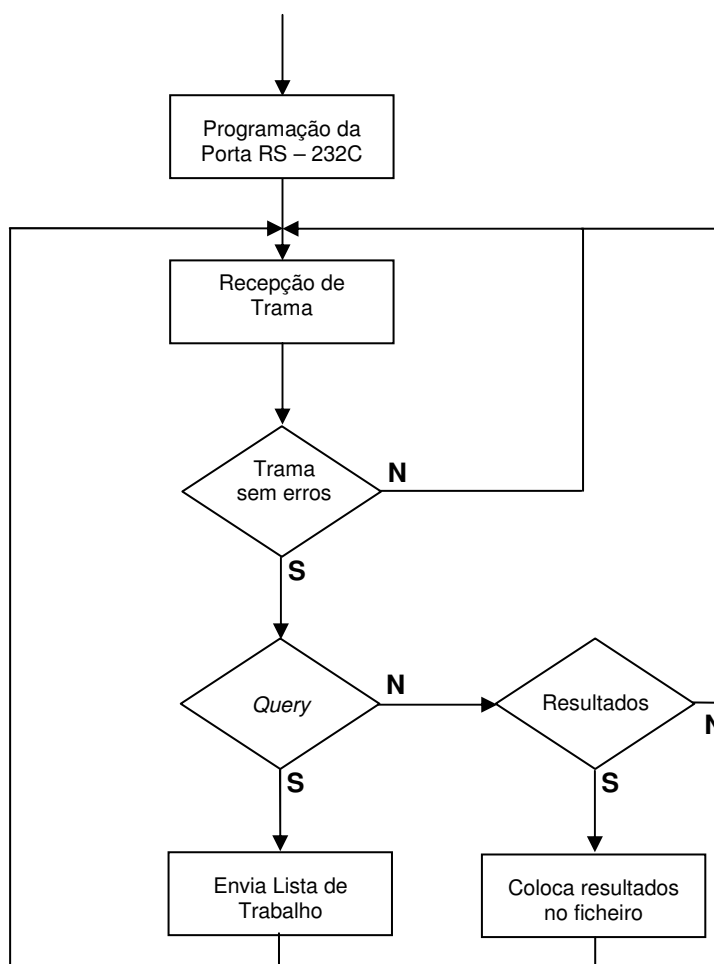 Programação da
Porta RS – 232C
Recepção de
Trama
Trama
sem erros
N
S
Query
N
Resultados
N
S
S
Envia Lista de
Trabalho
Coloca resultados
no ficheiro